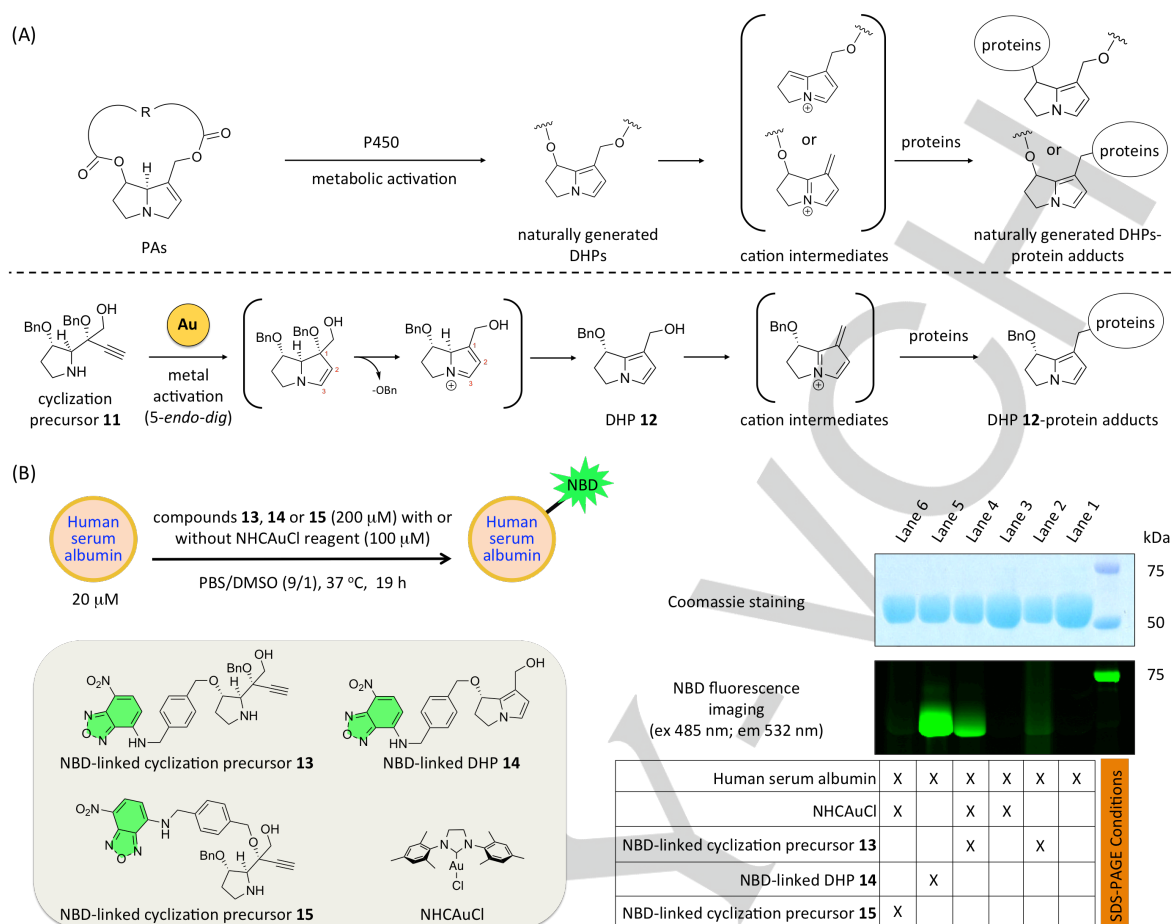 (A)
R
O
O
O
O
H
N
PAs
P450
metabolic activation
O
O
N
naturally generated
DHPs
O
N
⊕
or
O
N
⊕
cation intermediates
proteins
proteins
O
N
or
O
proteins
N
naturally generated DHPs-
protein adducts
BnO
BnO
OH
H
NH
cyclization
precursor 11
Au
metal
activation
(5-endo-dig)
BnO
BnO
OH
H
1
2
3
N
-OBn
BnO
H
OH
1
2
3
N
⊕
BnO
OH
N
DHP 12
BnO
N
⊕
cation intermediates
proteins
BnO
proteins
N
DHP 12-protein adducts
(B)
Human
serum
albumin
20 µM
compounds 13, 14 or 15 (200 µM) with or
without NHCAuCl reagent (100 µM)
PBS/DMSO (9/1), 37 °C, 19 h
NBD
Human
serum
albumin
O2N
N
O
N
NH
O
BnO
OH
H
NH
NBD-linked cyclization precursor 13
O2N
N
O
N
NH
O
OH
N
NBD-linked DHP 14
O2N
N
O
N
N
H
O
OH
BnO
H
NH
NBD-linked cyclization precursor 15
N
N
Au
Cl
NHCAuCl
Lane 6
Lane 5
Lane 4
Lane 3
Lane 2
Lane 1
kDa
75
50
Coomassie staining
75
NBD fluorescence
imaging
(ex 485 nm; em 532 nm)
Human serum albumin X X X X X X
NHCAuCl X X X
NBD-linked cyclization precursor 13 X X
NBD-linked DHP 14 X
NBD-linked cyclization precursor 15 X
SDS-PAGE Conditions
Y-VCH